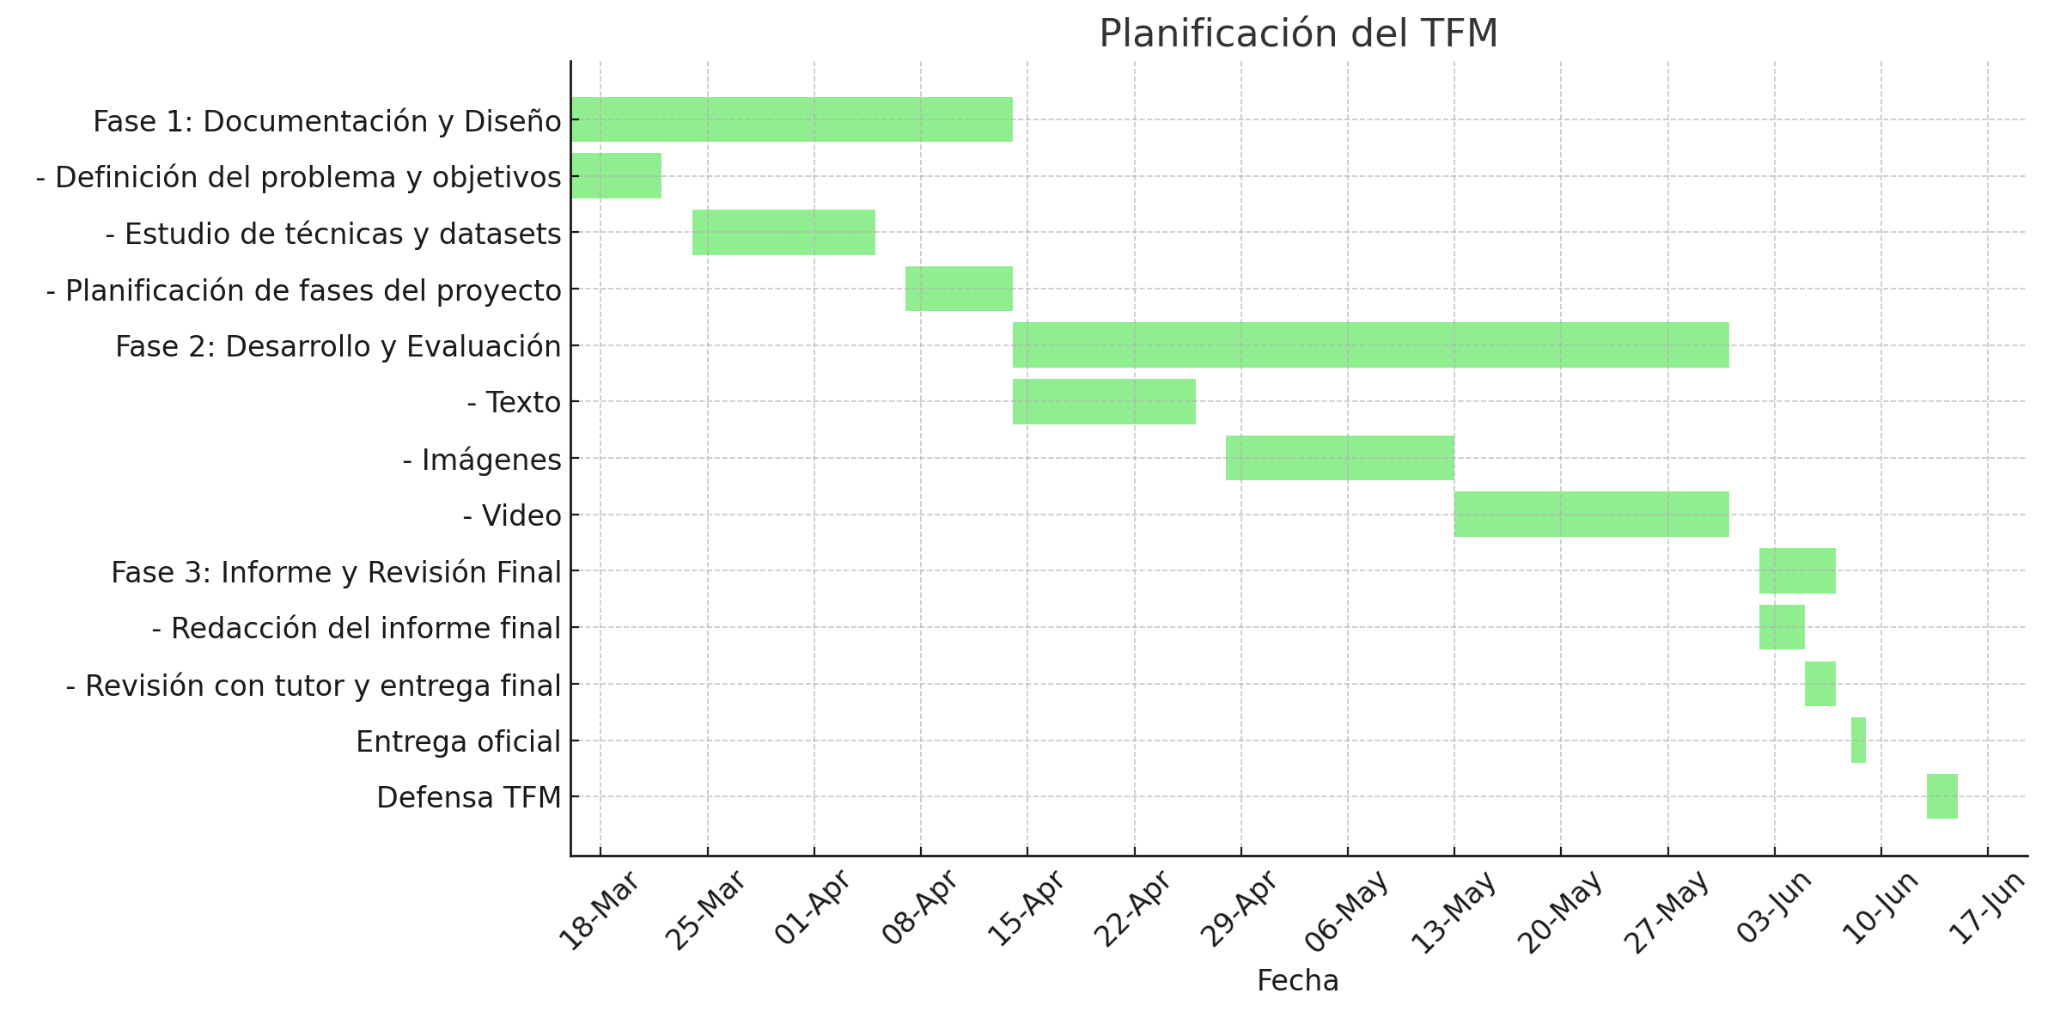 Planificación del TFM
Fase 1: Documentación y Diseño
- Definición del problema y objetivos
- Estudio de técnicas y datasets
- Planificación de fases del proyecto
Fase 2: Desarrollo y Evaluación
- Texto
- Imágenes
- Video
Fase 3: Informe y Revisión Final
- Redacción del informe final
- Revisión con tutor y entrega final
Entrega oficial
Defensa TFM
18-Mar
25-Mar
01-Apr
08-Apr
15-Apr
22-Apr
29-Apr
06-May
13-May
20-May
27-May
03-Jun
10-Jun
17-Jun
Fecha